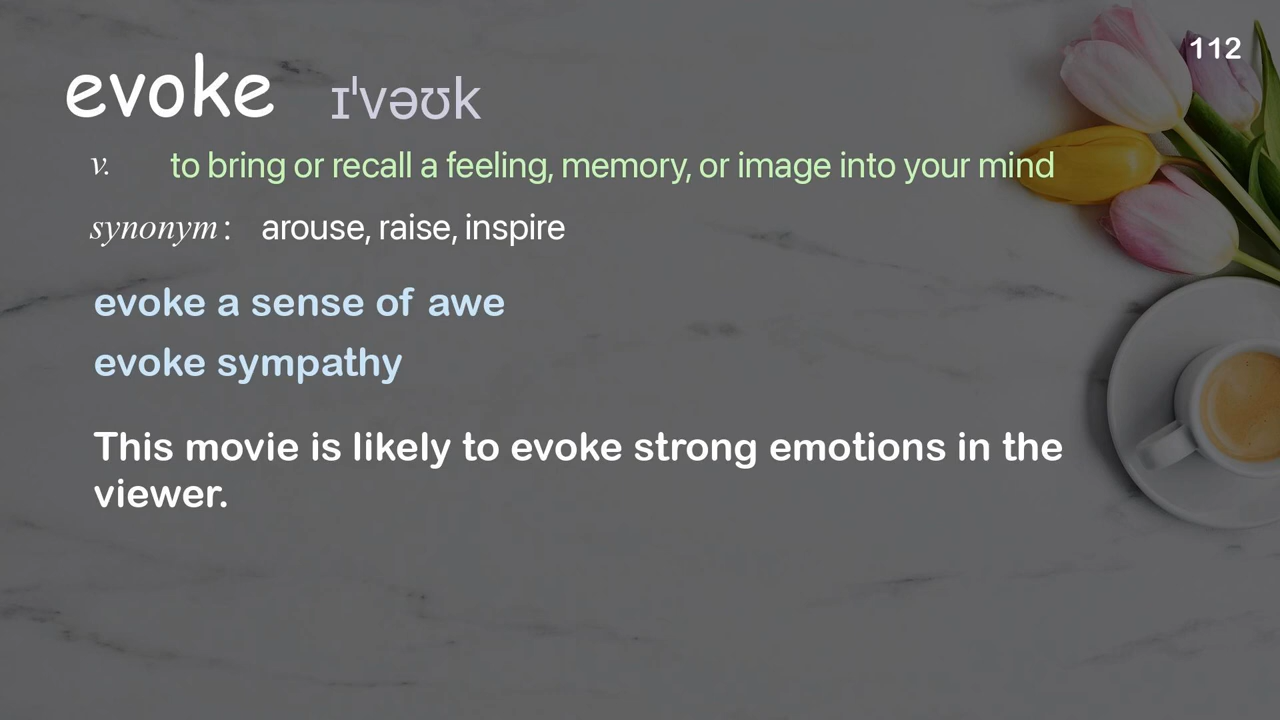 112
evoke ɪˈvəʊk
v. to bring or recall a feeling, memory, or image into your mind
synonym: arouse, raise, inspire
evoke a sense of awe
evoke sympathy
This movie is likely to evoke strong emotions in the
viewer.